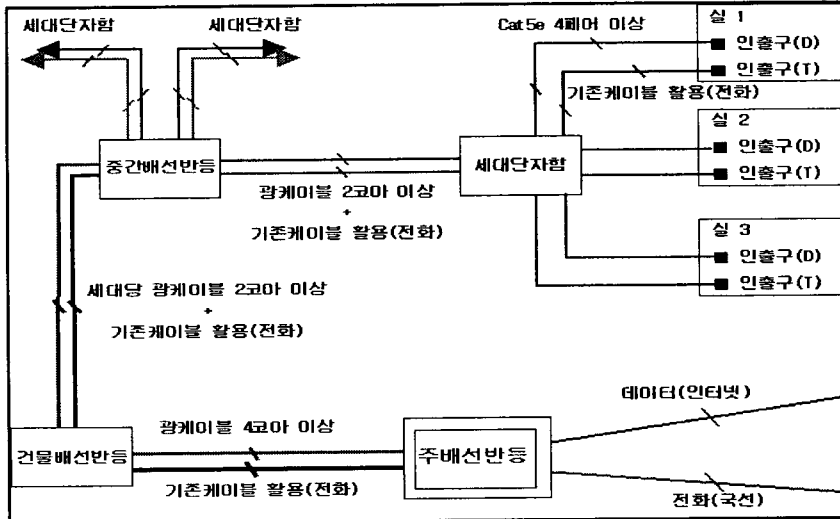 세대단자함
세대단자함
Cat5e 4페어 이상
실 1
인출구(D)
인출구(T)
기존케이블 활용(전화)
실 2
인출구(D)
인출구(T)
중간배선반등
세대단자함
광케이블 2코아 이상
+
기존케이블 활용(전화)
실 3
인출구(D)
인출구(T)
세대당 광케이블 2코아 이상
+
기존케이블 활용(전화)
데이터(인터넷)
광케이블 4코아 이상
건물배선반등
주배선반등
기존케이블 활용(전화)
전화(국선)